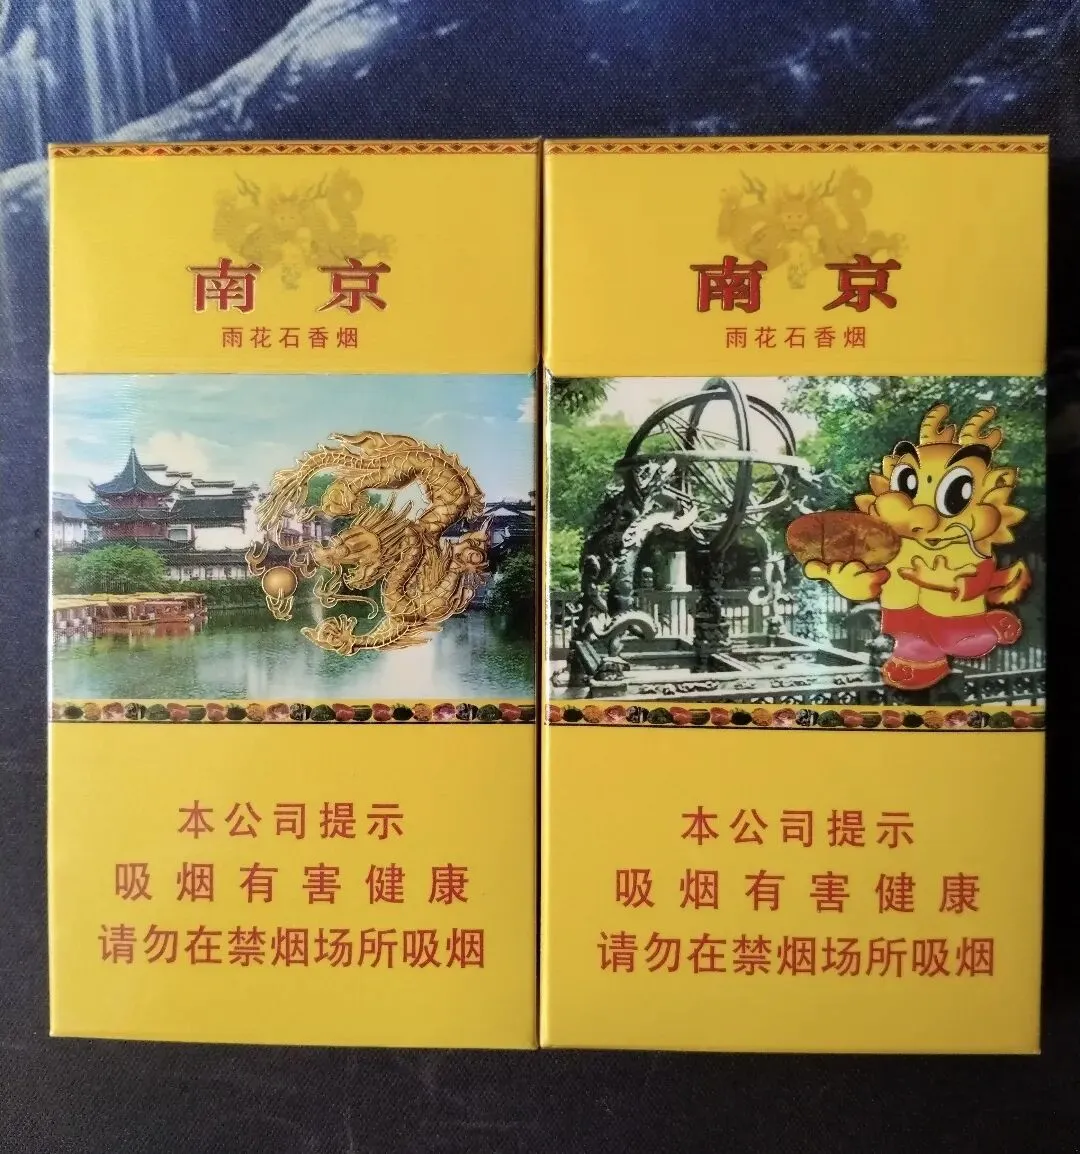 南京
雨花石香烟
本公司提示
吸烟有害健康
请勿在禁烟场所吸烟
南京
雨花石香烟
本公司提示
吸烟有害健康
请勿在禁烟场所吸烟